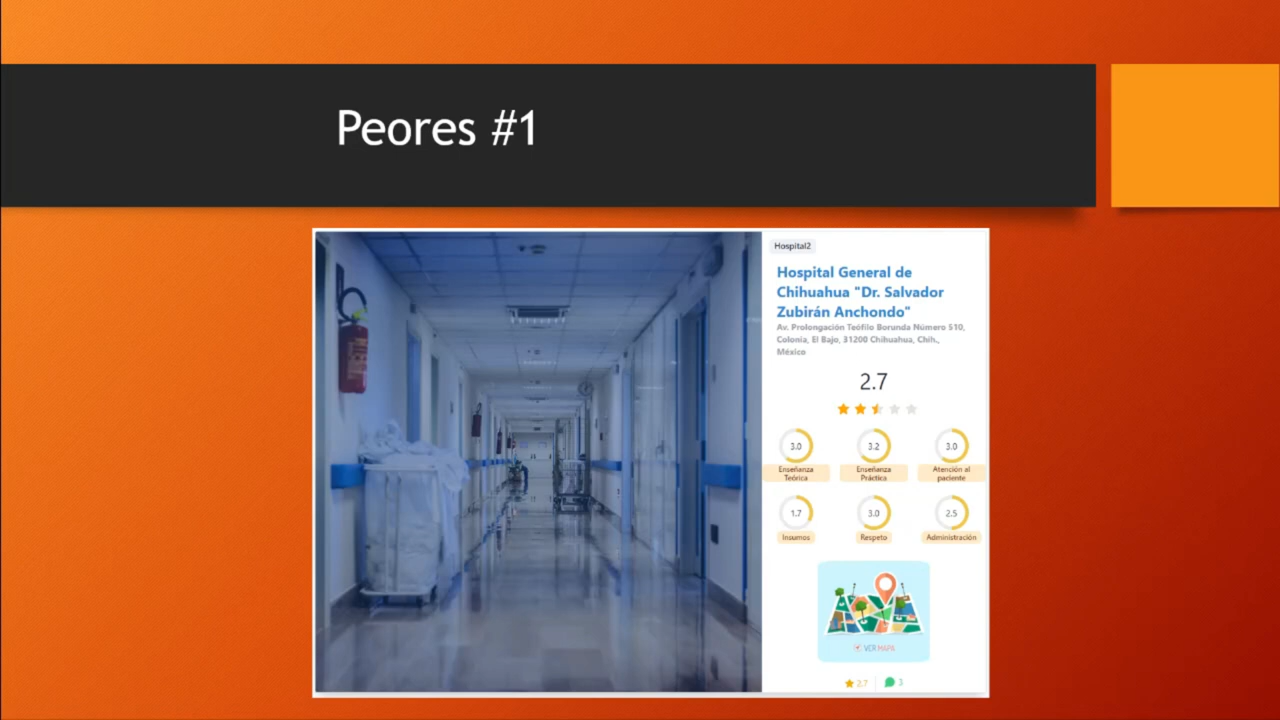 Peores #1
Hospital2
Hospital General de
Chihuahua "Dr. Salvador
Zubirán Anchondo"
Av. Prolongación Teófilo Borunda Número 510,
Colonia, El Bajo, 31200 Chihuahua, Chih.,
México
2.7
3.0
3.2
3.0
Enseñanza
Teórica
Enseñanza
Práctica
Atención al
paciente
1.7
3.0
2.5
Insumos
Respeto
Administración
VER MAPA
2.7
3